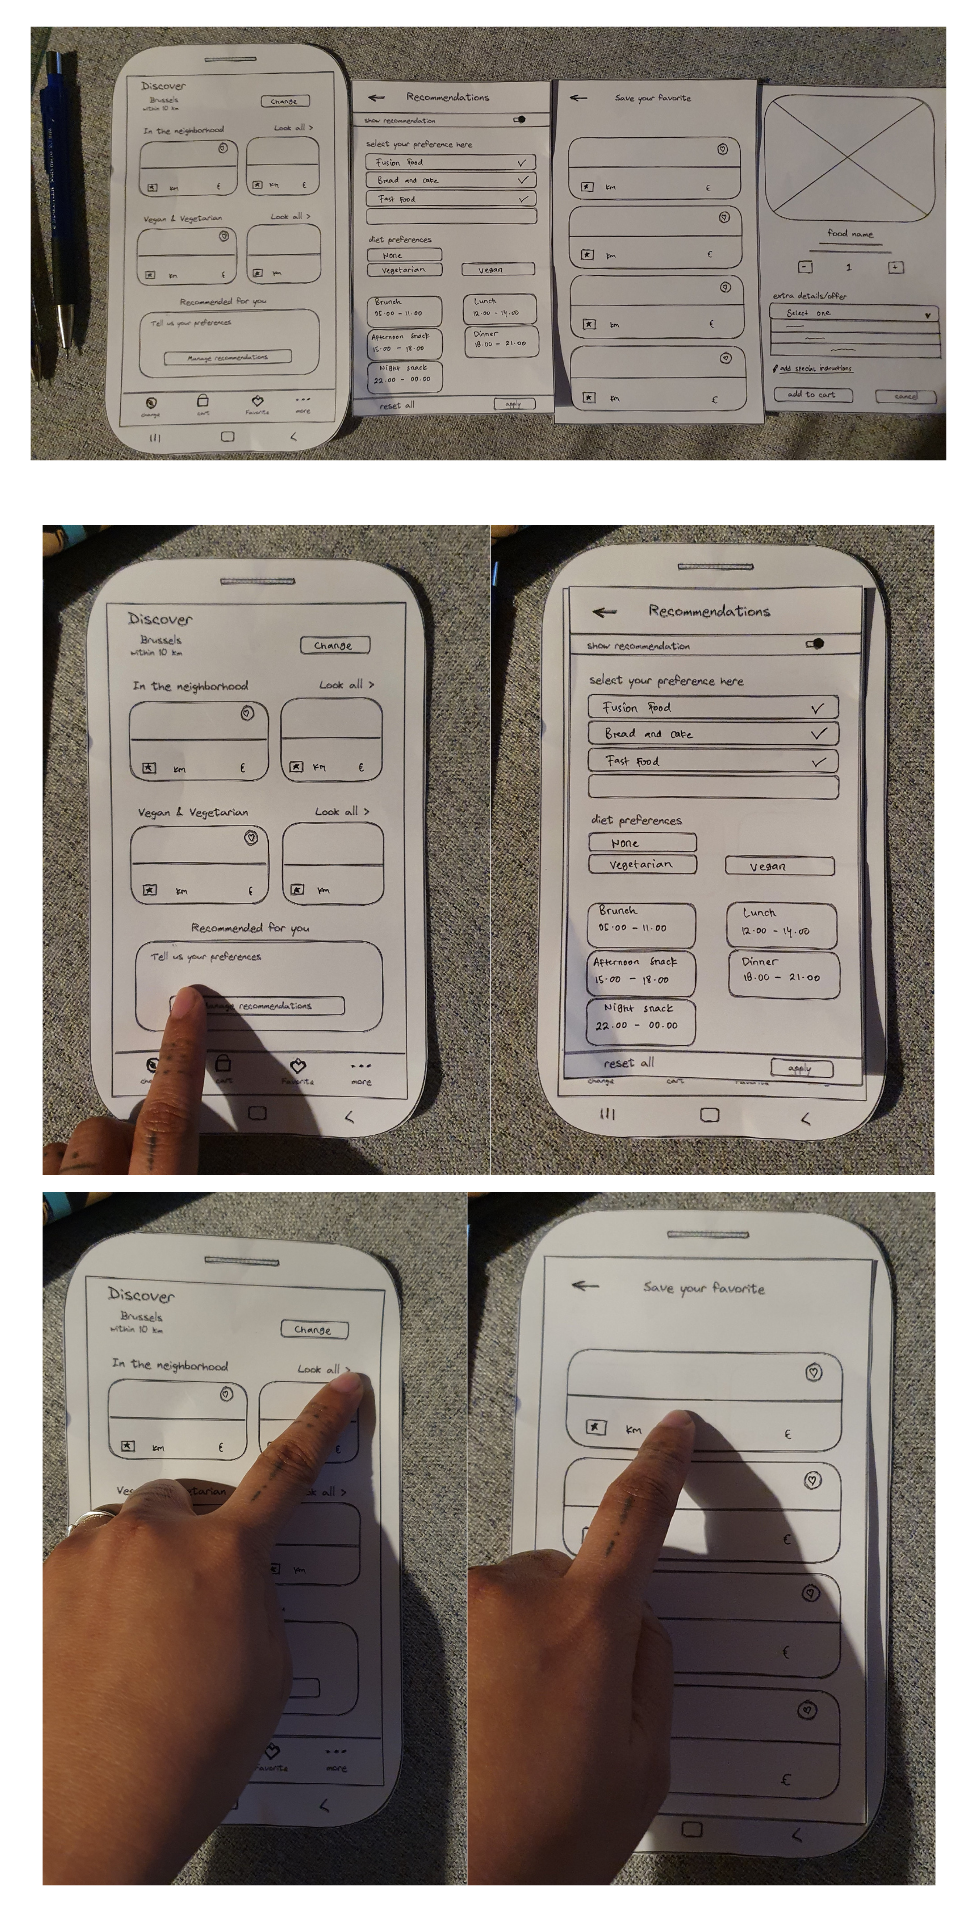 Discover
Brussels
within 10 km
Change
In the neighborhood
Look all >
km €
km €
Vegan & Vegetarian
Look all >
km €
km
Recommended for you
Tell us your preferences
Manage recommendations
change cart Favorite more
Recommendations
show recommendation
select your preference here
Fusion Food
Bread and cake
Fast Food
diet preferences
None
Vegetarian Vegan
Brunch
05.00 - 11.00
Lunch
12.00 - 14.00
Afternoon snack
15.00 - 18.00
Dinner
18.00 - 21.00
Night snack
22.00 - 00.00
reset all apply
Save your favorite
km €
km €
km €
km €
food name
- 1 +
extra details/offer
Select one
add special instructions
add to cart cancel
Discover
Brussels
within 10 km
Change
In the neighborhood
Look all >
km €
km €
Vegan & Vegetarian
Look all >
km €
km
Recommended for you
Tell us your preferences
Manage recommendations
cart Favorite more
Recommendations
show recommendation
select your preference here
Fusion Food
Bread and cake
Fast Food
diet preferences
None
Vegetarian Vegan
Brunch
05.00 - 11.00
Lunch
12.00 - 14.00
Afternoon snack
15.00 - 18.00
Dinner
18.00 - 21.00
Night snack
22.00 - 00.00
reset all apply
change cart
Discover
Brussels
within 10 km
Change
In the neighborhood
Look all >
km €
€
all >
km
more
Save your favorite
km €
€
€
€